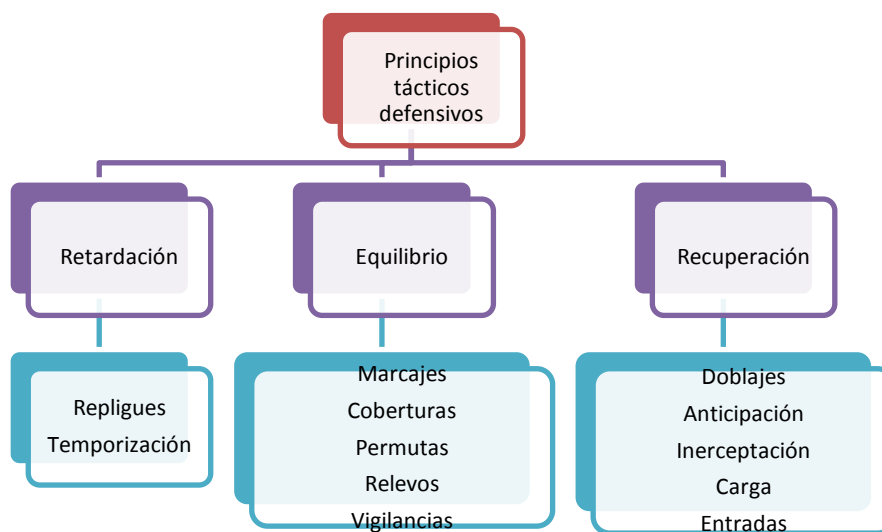 Principios
tácticos
defensivos
Retardación
Equilibrio
Recuperación
Repligues
Temporización
Marcajes
Coberturas
Permutas
Relevos
Vigilancias
Doblajes
Anticipación
Inerceptación
Carga
Entradas